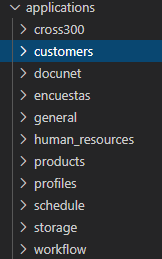 applications
cross300
customers
docunet
encuestas
general
human_resources
products
profiles
schedule
storage
workflow